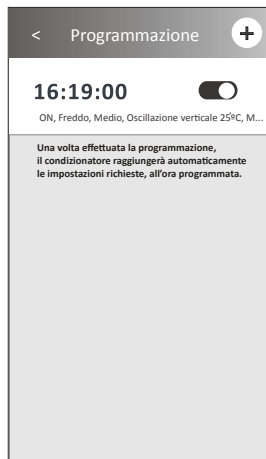 < Programmazione +
16:19:00
ON, Freddo, Medio, Oscillazione verticale 25ºC, M...
Una volta effettuata la programmazione,
il condizionatore raggiungerà automaticamente
le impostazioni richieste, all'ora programmata.